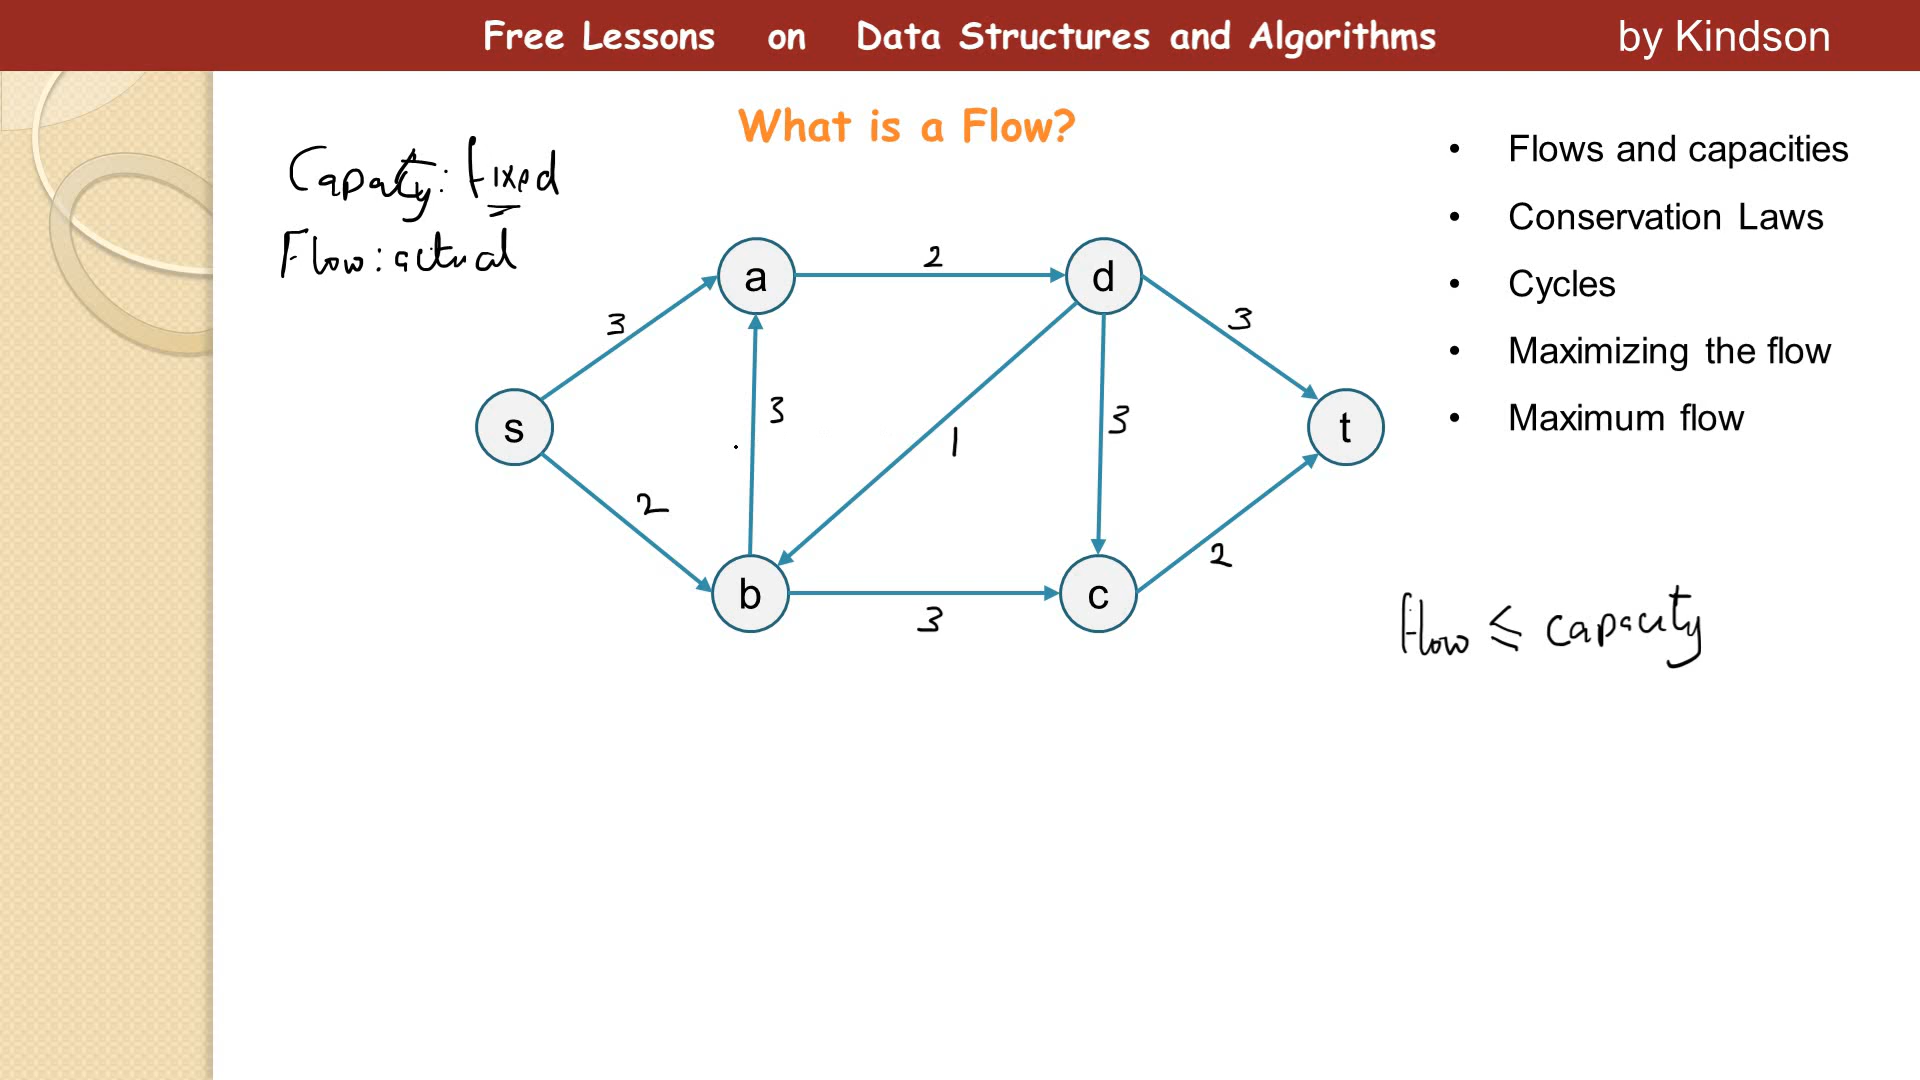 Free Lessons on Data Structures and Algorithms by Kindson
What is a Flow?
Capacity: Fixed
Flow: actual
• Flows and capacities
• Conservation Laws
• Cycles
• Maximizing the flow
• Maximum flow
a 2 d
3
3
s
3
1
3
t
2
b 3 c
2
Flow ≤ capacity